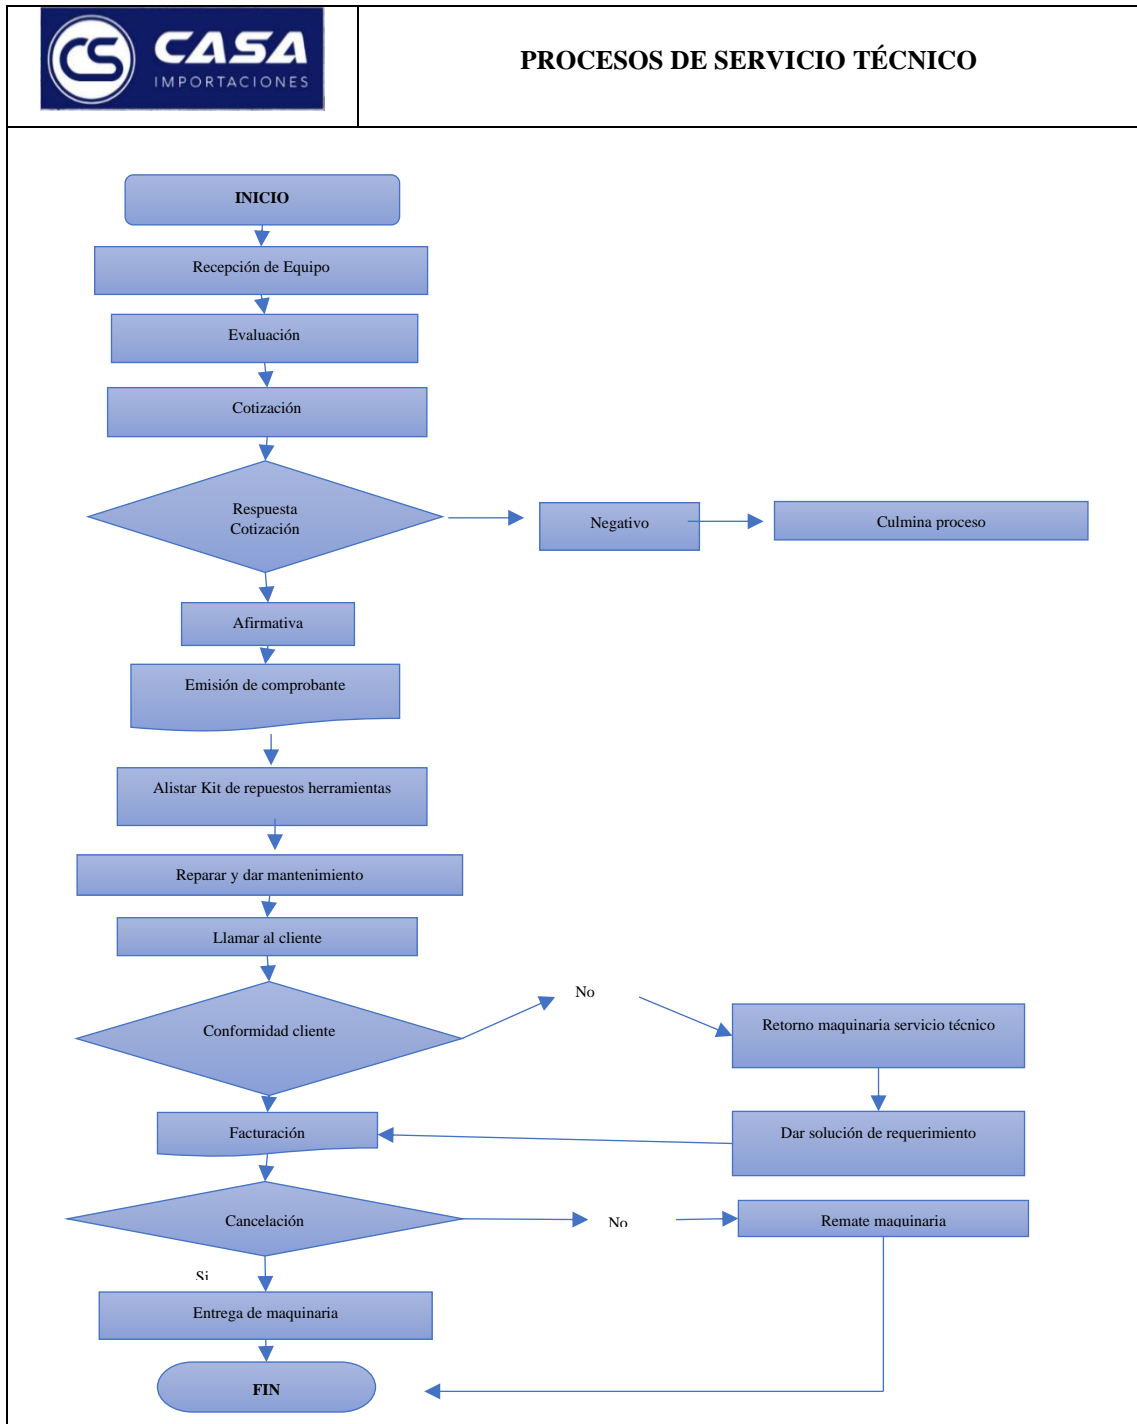 CS CASA
IMPORTACIONES
PROCESOS DE SERVICIO TÉCNICO
INICIO
Recepción de Equipo
Evaluación
Cotización
Respuesta
Cotización
Negativo
Culmina proceso
Afirmativa
Emisión de comprobante
Alistar Kit de repuestos herramientas
Reparar y dar mantenimiento
Llamar al cliente
Conformidad cliente
No
Retorno maquinaria servicio técnico
Facturación
Dar solución de requerimiento
Cancelación
No
Remate maquinaria
Si
Entrega de maquinaria
FIN